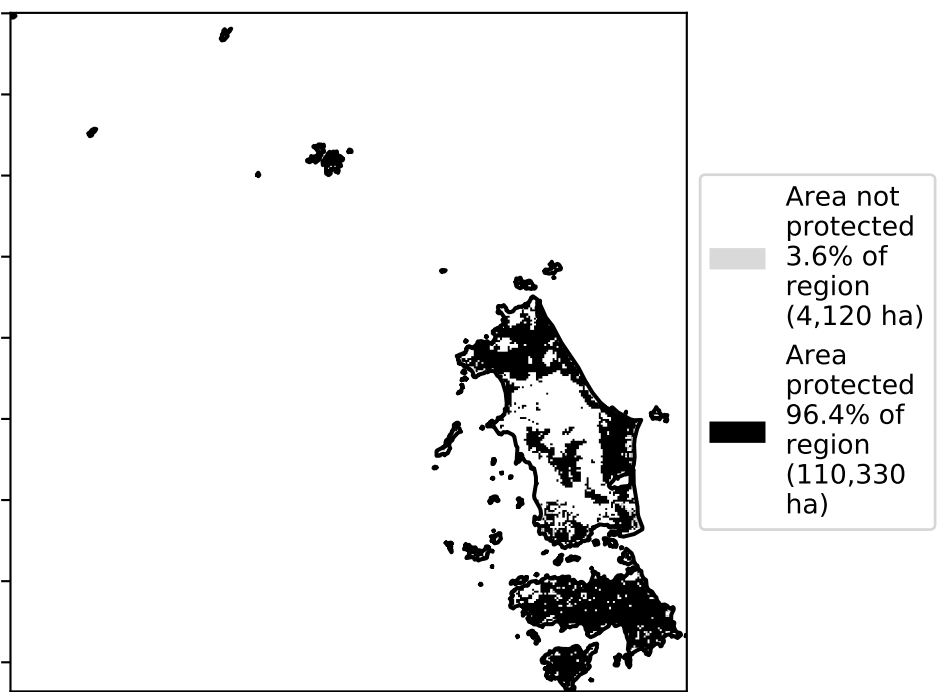 Area not
protected
3.6% of
region
(4,120 ha)
Area
protected
96.4% of
region
(110,330
ha)